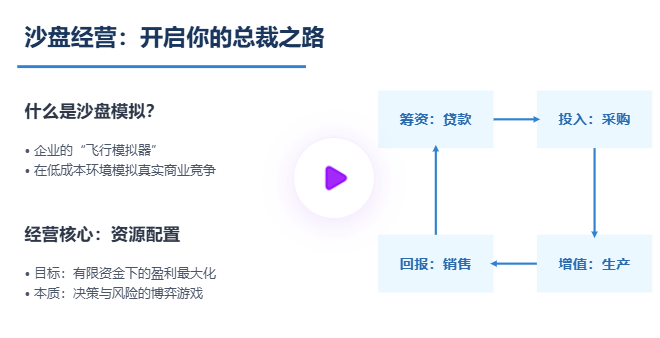 沙盘经营：开启你的总裁之路
什么是沙盘模拟？
• 企业的“飞行模拟器”
• 在低成本环境模拟真实商业竞争
经营核心：资源配置
• 目标：有限资金下的盈利最大化
• 本质：决策与风险的博弈游戏
筹资：贷款
投入：采购
回报：销售
增值：生产